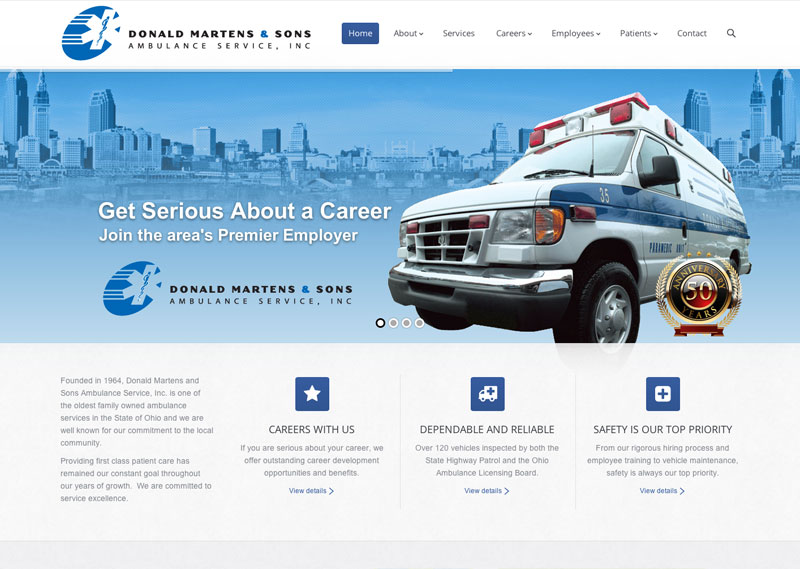 DONALD MARTENS & SONS
AMBULANCE SERVICE, INC
Home About Services Careers Employees Patients Contact
Get Serious About a Career
Join the area's Premier Employer
DONALD MARTENS & SONS
AMBULANCE SERVICE, INC
35
PARAMEDIC UNIT
ANNIVERSARY
50
YEARS
Founded in 1964, Donald Martens and
Sons Ambulance Service, Inc. is one of
the oldest family owned ambulance
services in the State of Ohio and we are
well known for our commitment to the local
community.
Providing first class patient care has
remained our constant goal throughout
our years of growth. We are committed to
service excellence.
CAREERS WITH US
If you are serious about your career, we
offer outstanding career development
opportunities and benefits.
View details
DEPENDABLE AND RELIABLE
Over 120 vehicles inspected by both the
State Highway Patrol and the Ohio
Ambulance Licensing Board.
View details
SAFETY IS OUR TOP PRIORITY
From our rigorous hiring process and
employee training to vehicle maintenance,
safety is always our top priority.
View details